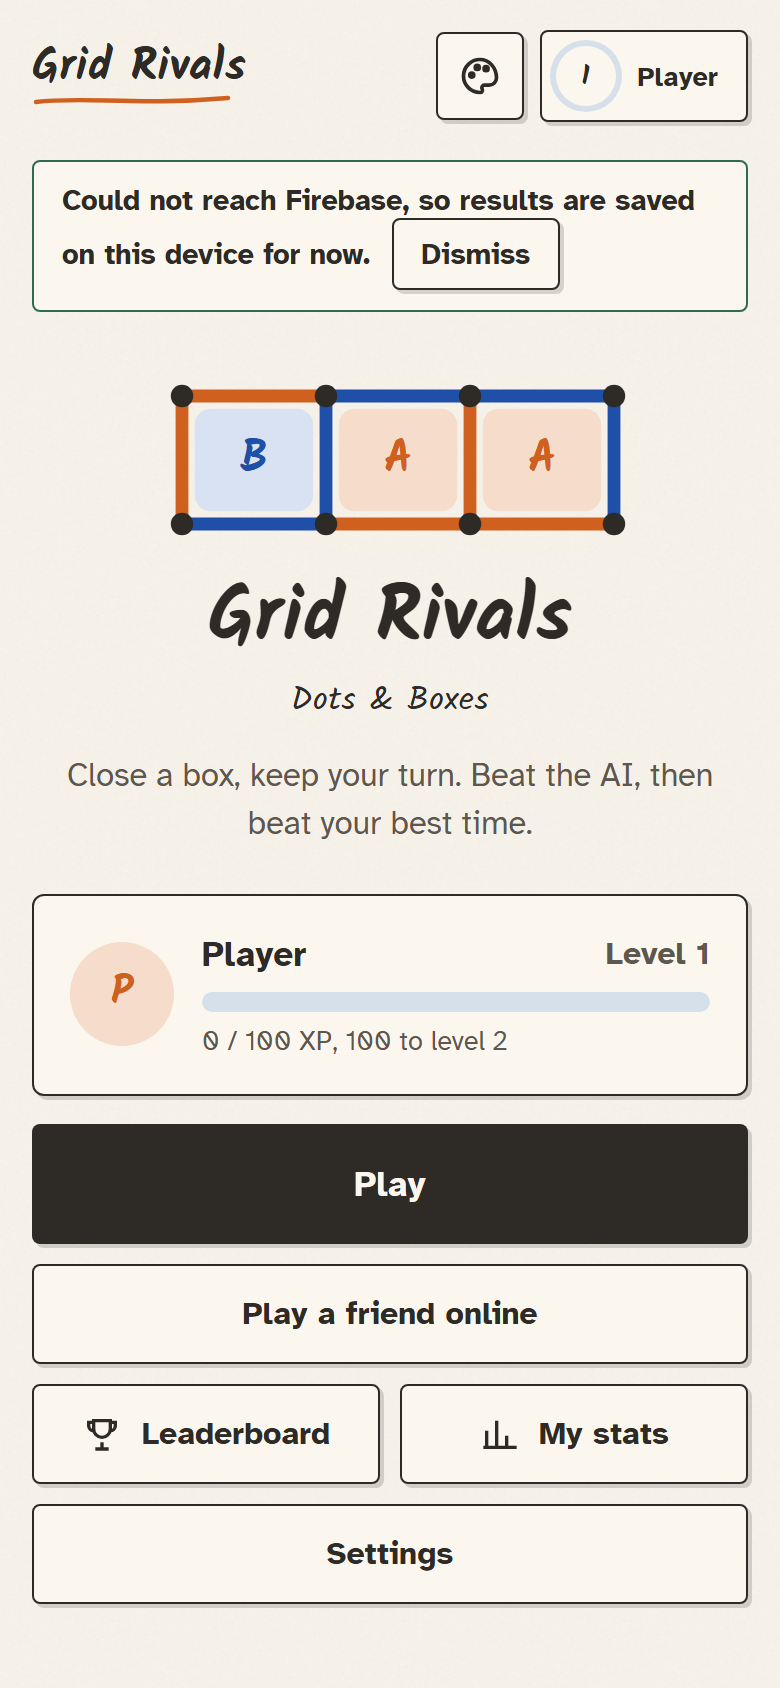 Grid Rivals
1
Player
Could not reach Firebase, so results are saved
on this device for now.
Dismiss
B A A
Grid Rivals
Dots & Boxes
Close a box, keep your turn. Beat the AI, then
beat your best time.
P
Player
Level 1
0 / 100 XP, 100 to level 2
Play
Play a friend online
Leaderboard
My stats
Settings